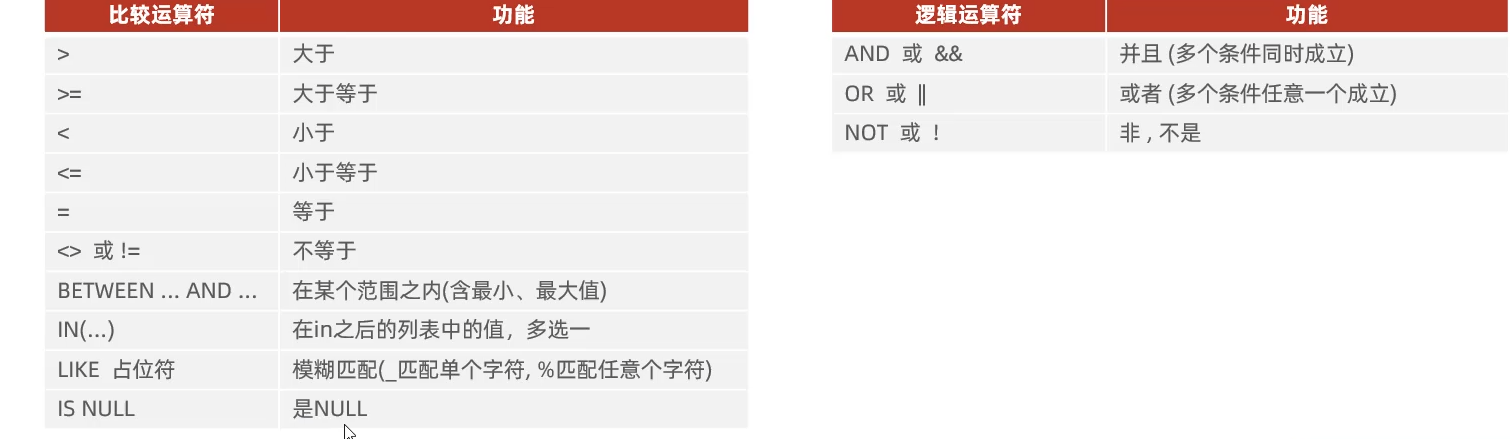 比较运算符 功能
> 大于
>= 大于等于
< 小于
<= 小于等于
= 等于
<> 或 != 不等于
BETWEEN ... AND ... 在某个范围之内(含最小、最大值)
IN(...) 在in之后的列表中的值，多选一
LIKE 占位符 模糊匹配(_匹配单个字符, %匹配任意个字符)
IS NULL 是NULL
逻辑运算符 功能
AND 或 && 并且 (多个条件同时成立)
OR 或 || 或者 (多个条件任意一个成立)
NOT 或 ! 非 , 不是